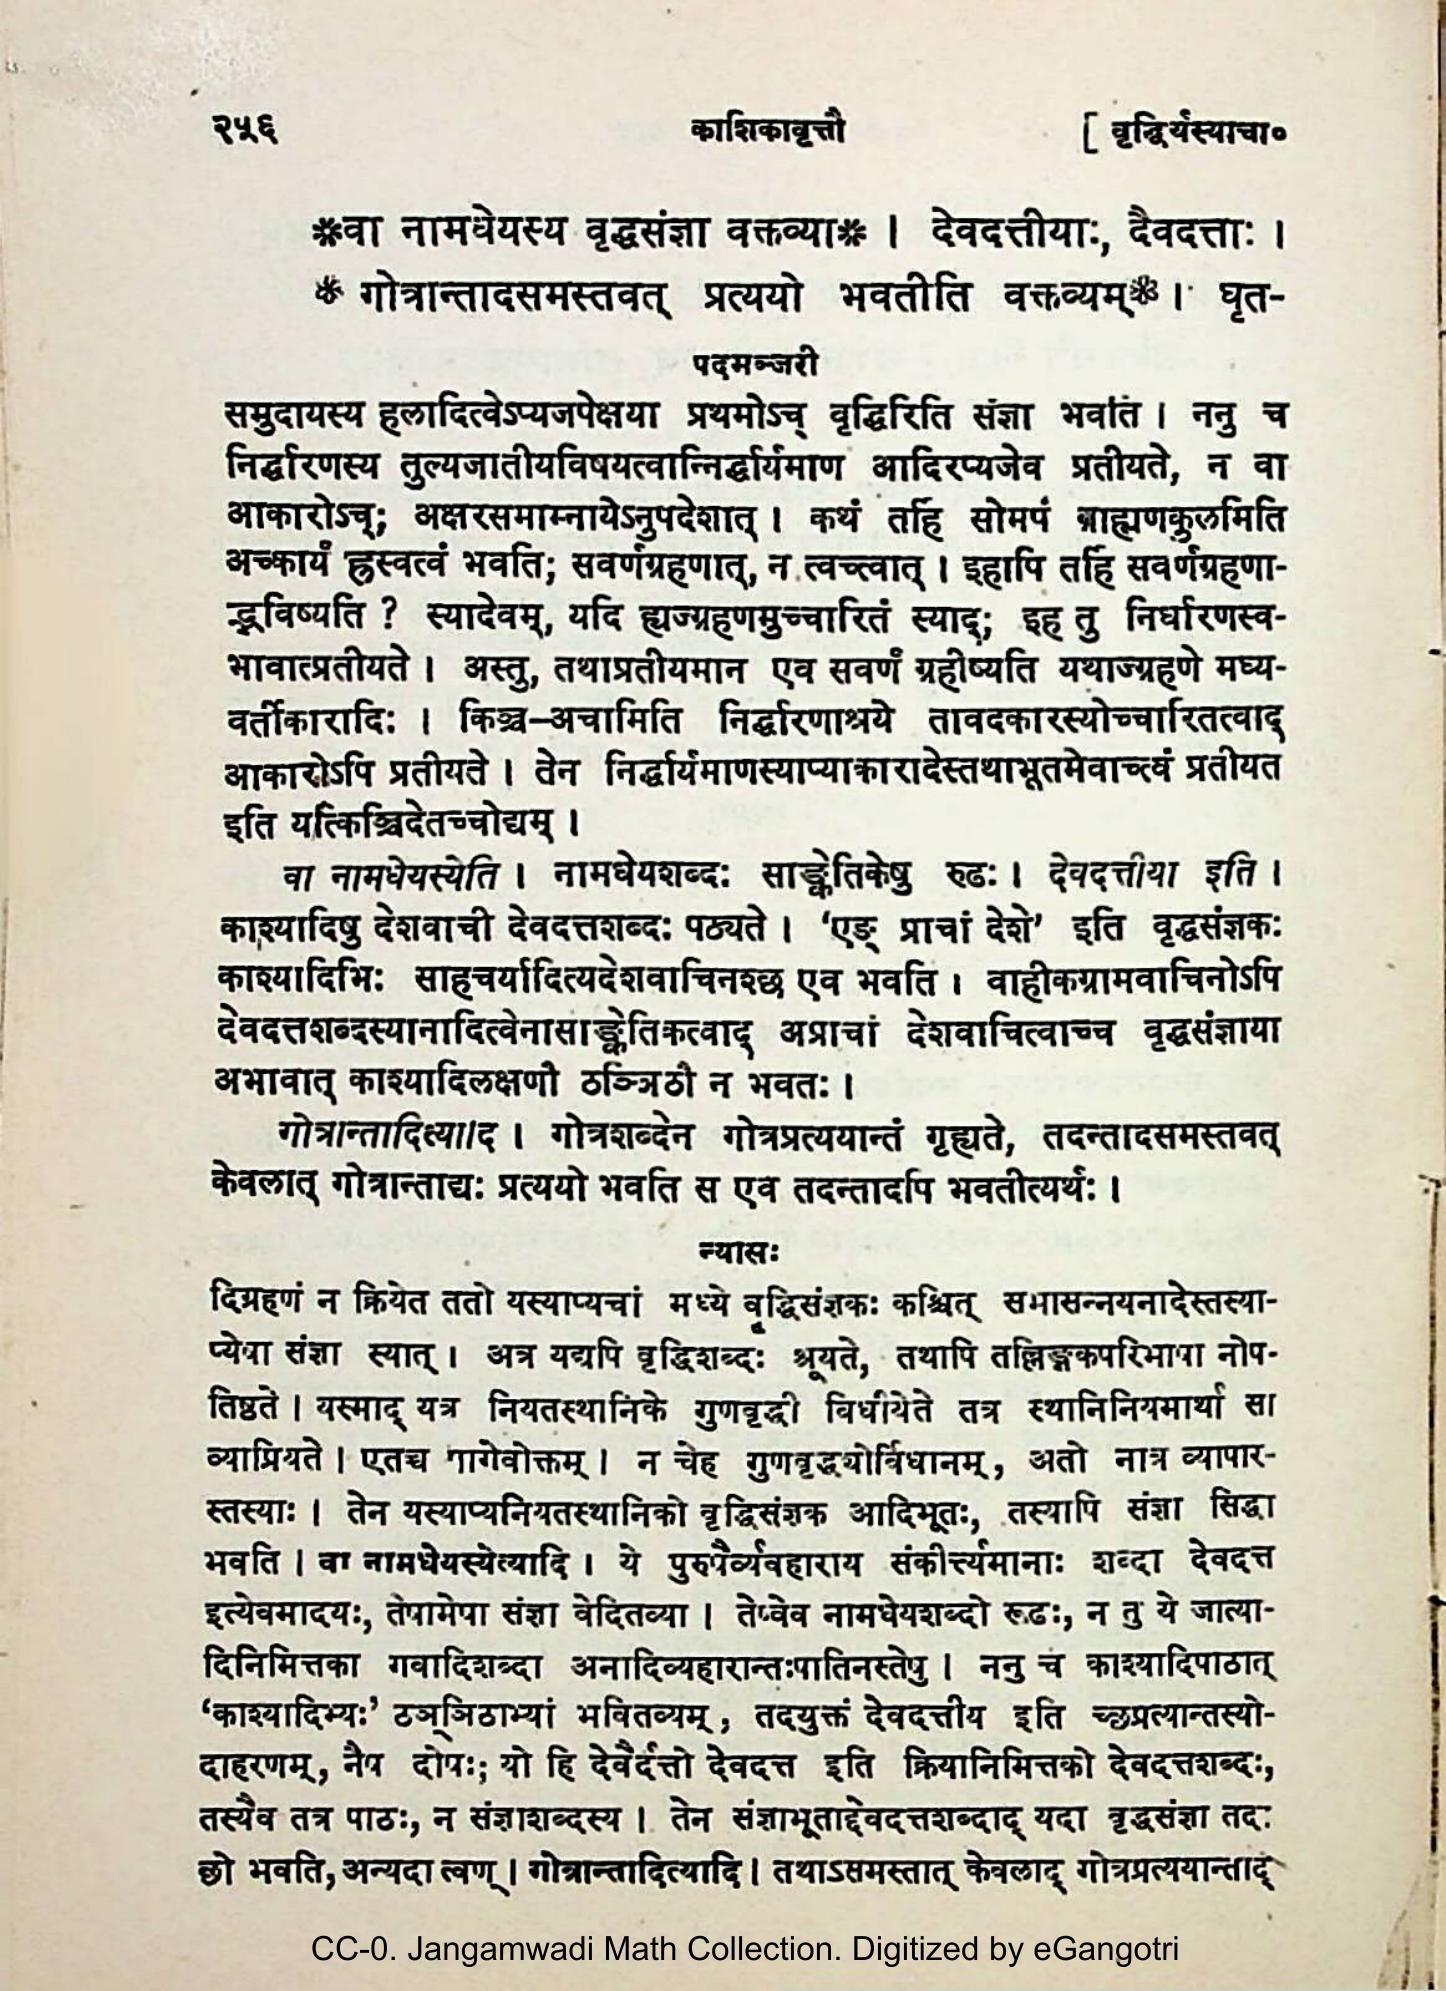 २५६ काशिकावृत्तौ [ वृद्धिर्यस्याचा०
*वा नामधेयस्य वृद्धसंज्ञा वक्तव्या* । देवदत्तीयाः, दैवदत्ताः ।
* गोत्रान्तादसमस्तवत् प्रत्ययो भवतीति वक्तव्यम्* । घृत-
पदमञ्जरी
समुदायस्य हलादित्वेऽप्यजपेक्षया प्रथमोऽच् वृद्धिरिति संज्ञा भवति । ननु च
निर्द्धारणस्य तुल्यजातीयविषयत्वान्निर्द्धार्यमाण आदिरप्यजेव प्रतीयते, न वा
आकारोऽच्; अक्षरसमाम्नायेऽनुपदेशात् । कथं तर्हि सोमपं ब्राह्मणकुलमिति
अच्कार्यं ह्रस्वत्वं भवति; सवर्णग्रहणात्, न त्वच्त्वात् । इहापि तर्हि सवर्णग्रहणा-
द्भविष्यति ? स्यादेवम्, यदि ह्यज्ग्रहणमुच्चारितं स्याद्; इह तु निर्धारणस्व-
भावात्प्रतीयते । अस्तु, तथाप्रतीयमान एव सवर्णं ग्रहीष्यति यथाज्ग्रहणे मध्य-
वर्तीकारादिः । किञ्च–अचामिति निर्द्धारणाश्रये तावदकारस्योच्चारितत्वाद्
आकारोऽपि प्रतीयते । तेन निर्द्धार्यमाणस्याप्याकारादेस्तथाभूतमेवाच्त्वं प्रतीयत
इति यत्किञ्चिदेतच्चोद्यम् ।
वा नामधेयस्येति । नामधेयशब्दः साङ्केतिकेषु रुढः । देवदत्तीया इति ।
काश्यादिषु देशवाची देवदत्तशब्दः पठ्यते । ‘एङ् प्राचां देशे’ इति वृद्धसंज्ञकः
काश्यादिभिः साहचर्यादित्यदेशवाचिनश्छ एव भवति । वाहीकग्रामवाचिनोऽपि
देवदत्तशब्दस्यानादित्वेनासाङ्केतिकत्वाद् अप्राचां देशवाचित्वाच्च वृद्धसंज्ञाया
अभावात् काश्यादिलक्षणौ ठञ्ञिठौ न भवतः ।
गोत्रान्तादित्यादि । गोत्रशब्देन गोत्रप्रत्ययान्तं गृह्यते, तदन्तादसमस्तवत्
केवलात् गोत्रान्ताद्यः प्रत्ययो भवति स एव तदन्तादपि भवतीत्यर्थः ।
न्यासः
दिग्रहणं न क्रियेत ततो यस्याप्यचां मध्ये वृद्धिसंज्ञकः कश्चित् सभासन्नयनादेस्तस्या-
प्येषा संज्ञा स्यात् । अत्र यद्यपि वृद्धिशब्दः श्रूयते, तथापि तल्लिङ्गकपरिभाषा नोप-
तिष्ठते । यस्माद् यत्र नियतस्थानिके गुणवृद्धी विधीयेते तत्र स्थानिनियमार्था सा
व्याप्रियते । एतच्च प्रागेवोक्तम् । न चेह गुणवृद्धयोर्विधानम्, अतो नात्र व्यापार-
स्तस्याः । तेन यस्याप्यनियतस्थानिको वृद्धिसंज्ञक आदिभूतः, तस्यापि संज्ञा सिद्धा
भवति । वा नामधेयस्येत्यादि । ये पुरुषैर्व्यवहाराय संकीर्त्त्यमानाः शब्दा देवदत्त
इत्येवमादयः, तेषामेषा संज्ञा वेदितव्या । तेष्वेव नामधेयशब्दो रूढः, न तु ये जात्या-
दिनिमित्तका गवादिशब्दा अनादिव्यहारान्तःपातिनस्तेषु । ननु च काश्यादिपाठात्
‘काश्यादिभ्यः’ ठञ्ञिठाभ्यां भवितव्यम्, तदयुक्तं देवदत्तीय इति च्छप्रत्यान्तस्यो-
दाहरणम्, नैष दोषः; यो हि देवैर्दत्तो देवदत्त इति क्रियानिमित्तको देवदत्तशब्दः,
तस्यैव तत्र पाठः, न संज्ञाशब्दस्य । तेन संज्ञाभूताद्देवदत्तशब्दाद् यदा वृद्धसंज्ञा तदः
छो भवति, अन्यदा त्वण् । गोत्रान्तादित्यादि । तथाऽसमस्तात् केवलाद् गोत्रप्रत्ययान्ताद्
CC-0. Jangamwadi Math Collection. Digitized by eGangotri